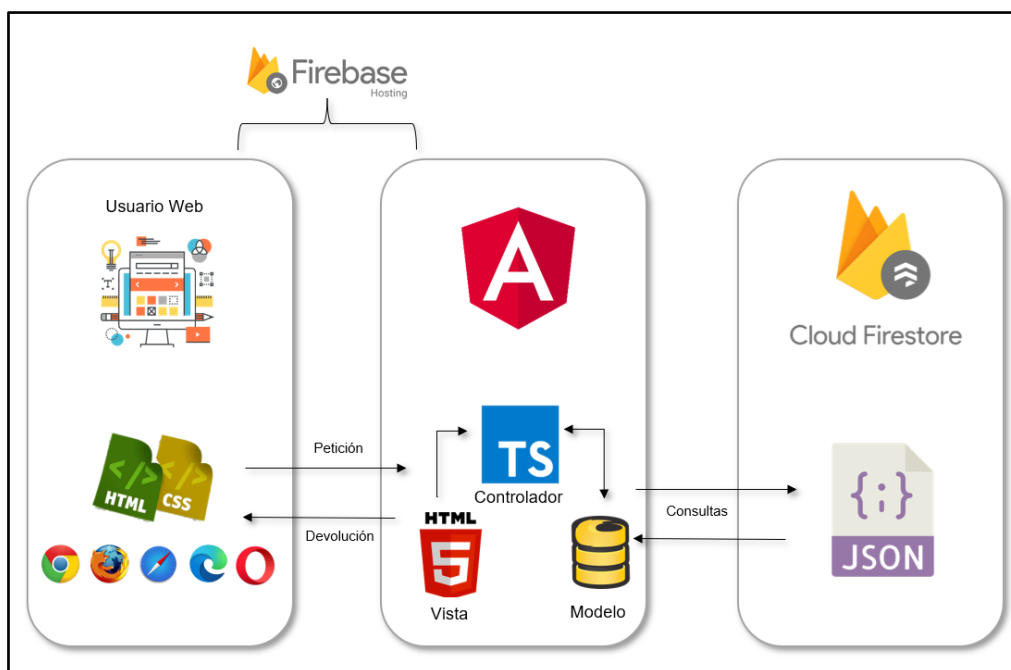 Firebase
Hosting
Usuario Web
Cloud Firestore
HTML
CSS
Petición
Devolución
TS
Controlador
HTML
5
Vista
Modelo
Consultas
{;}
JSON